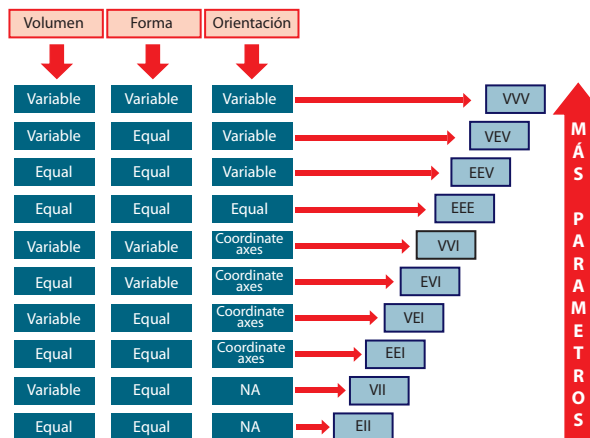 Volumen Forma Orientación
Variable Variable Variable VVV
Variable Equal Variable VEV
Equal Equal Variable EEV
Equal Equal Equal EEE
Variable Variable Coordinate axes VVI
Equal Variable Coordinate axes EVI
Variable Equal Coordinate axes VEI
Equal Equal Coordinate axes EEI
Variable Equal NA VII
Equal Equal NA EII
MÁS PARAMETROS